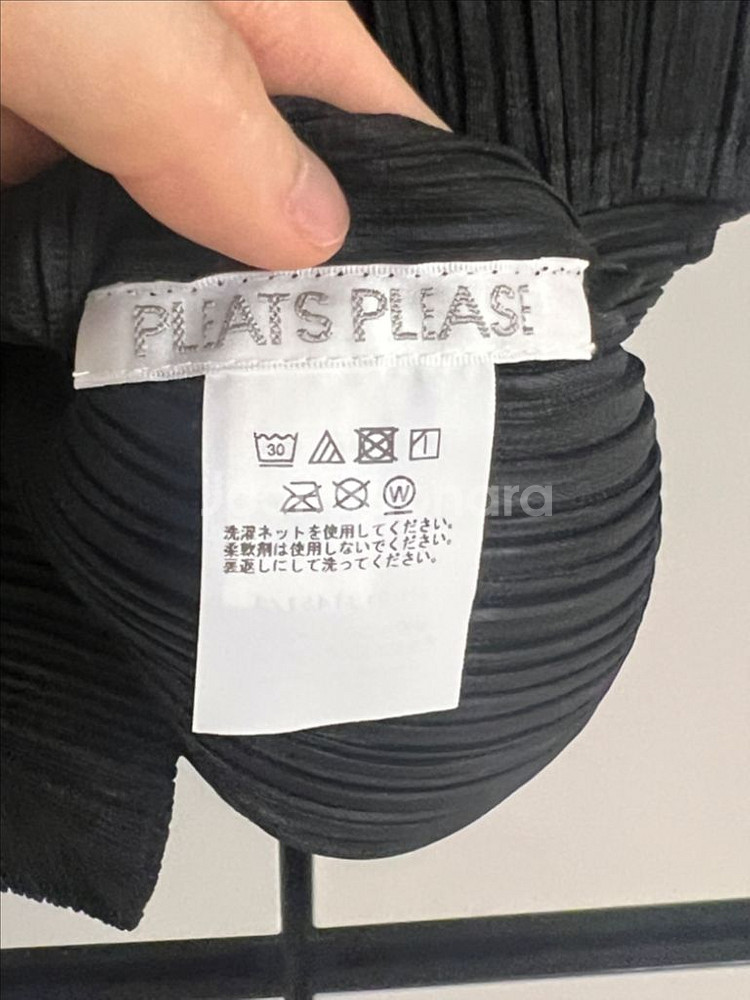 PLEATS PLEASE
30
W
洗濯ネットを使用してください。
柔軟剤は使用しないでください。
裏返しにして洗ってください。